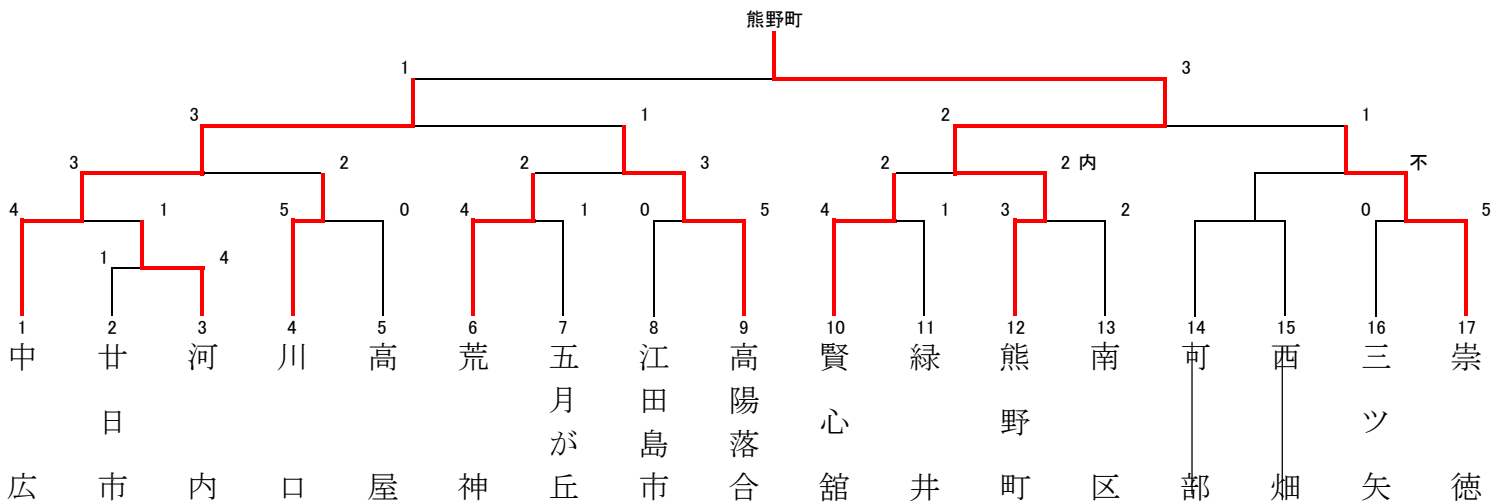 熊野町
1 3
3 1 2 1
3 2 2 3 2 2 内 不
4 1 5 0 4 1 0 5 4 1 3 2 0 5
1 4
1 2 3 4 5 6 7 8 9 10 11 12 13 14 15 16 17
中広
廿日市
河内
川口
高屋
荒神
五月が丘
江田島市
高陽落合
賢心舘
緑井
熊野町
南区
可部
西畑
三ツ矢
崇徳